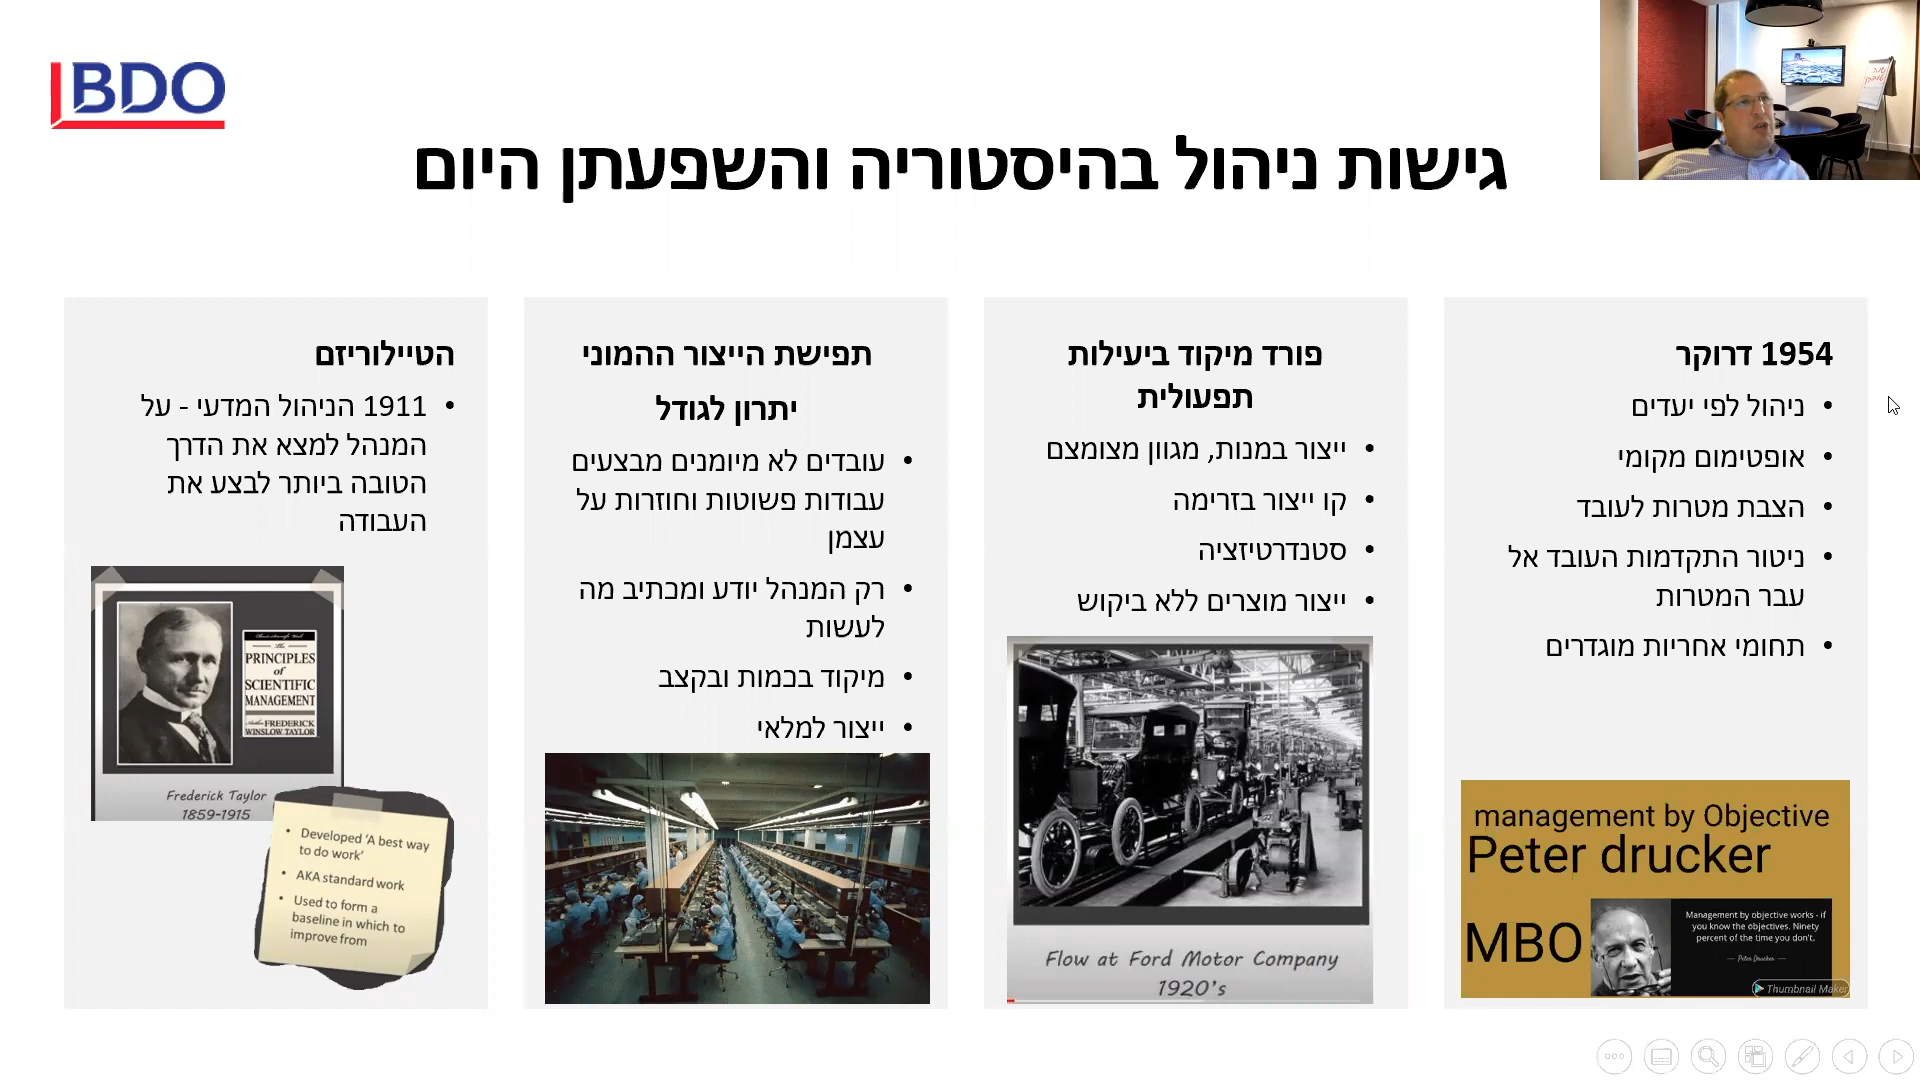 BDO
גישות ניהול בהיסטוריה והשפעתן היום
הטיילוריזם
• 1911 הניהול המדעי - על
המנהל למצא את הדרך
הטובה ביותר לבצע את
העבודה
The
PRINCIPLES
of
SCIENTIFIC
MANAGEMENT
FREDERICK
WINSLOW TAYLOR
Frederick Taylor
1859-1915
• Developed 'A best way
to do work'
• AKA standard work
• Used to form a
baseline in which to
improve from
תפישת הייצור ההמוני
יתרון לגודל
• עובדים לא מיומנים מבצעים
עבודות פשוטות וחוזרות על
עצמן
• רק המנהל יודע ומכתיב מה
לעשות
• מיקוד בכמות ובקצב
• ייצור למלאי
פורד מיקוד ביעילות
תפעולית
• ייצור במנות, מגוון מצומצם
• קו ייצור בזרימה
• סטנדרטיזציה
• ייצור מוצרים ללא ביקוש
Flow at Ford Motor Company
1920's
1954 דרוקר
• ניהול לפי יעדים
• אופטימום מקומי
• הצבת מטרות לעובד
• ניטור התקדמות העובד אל
עבר המטרות
• תחומי אחריות מוגדרים
management by Objective
Peter drucker
MBO
Management by objective works - if
you know the objectives. Ninety
percent of the time you don't.
— Peter Drucker —
Thumbnail Maker